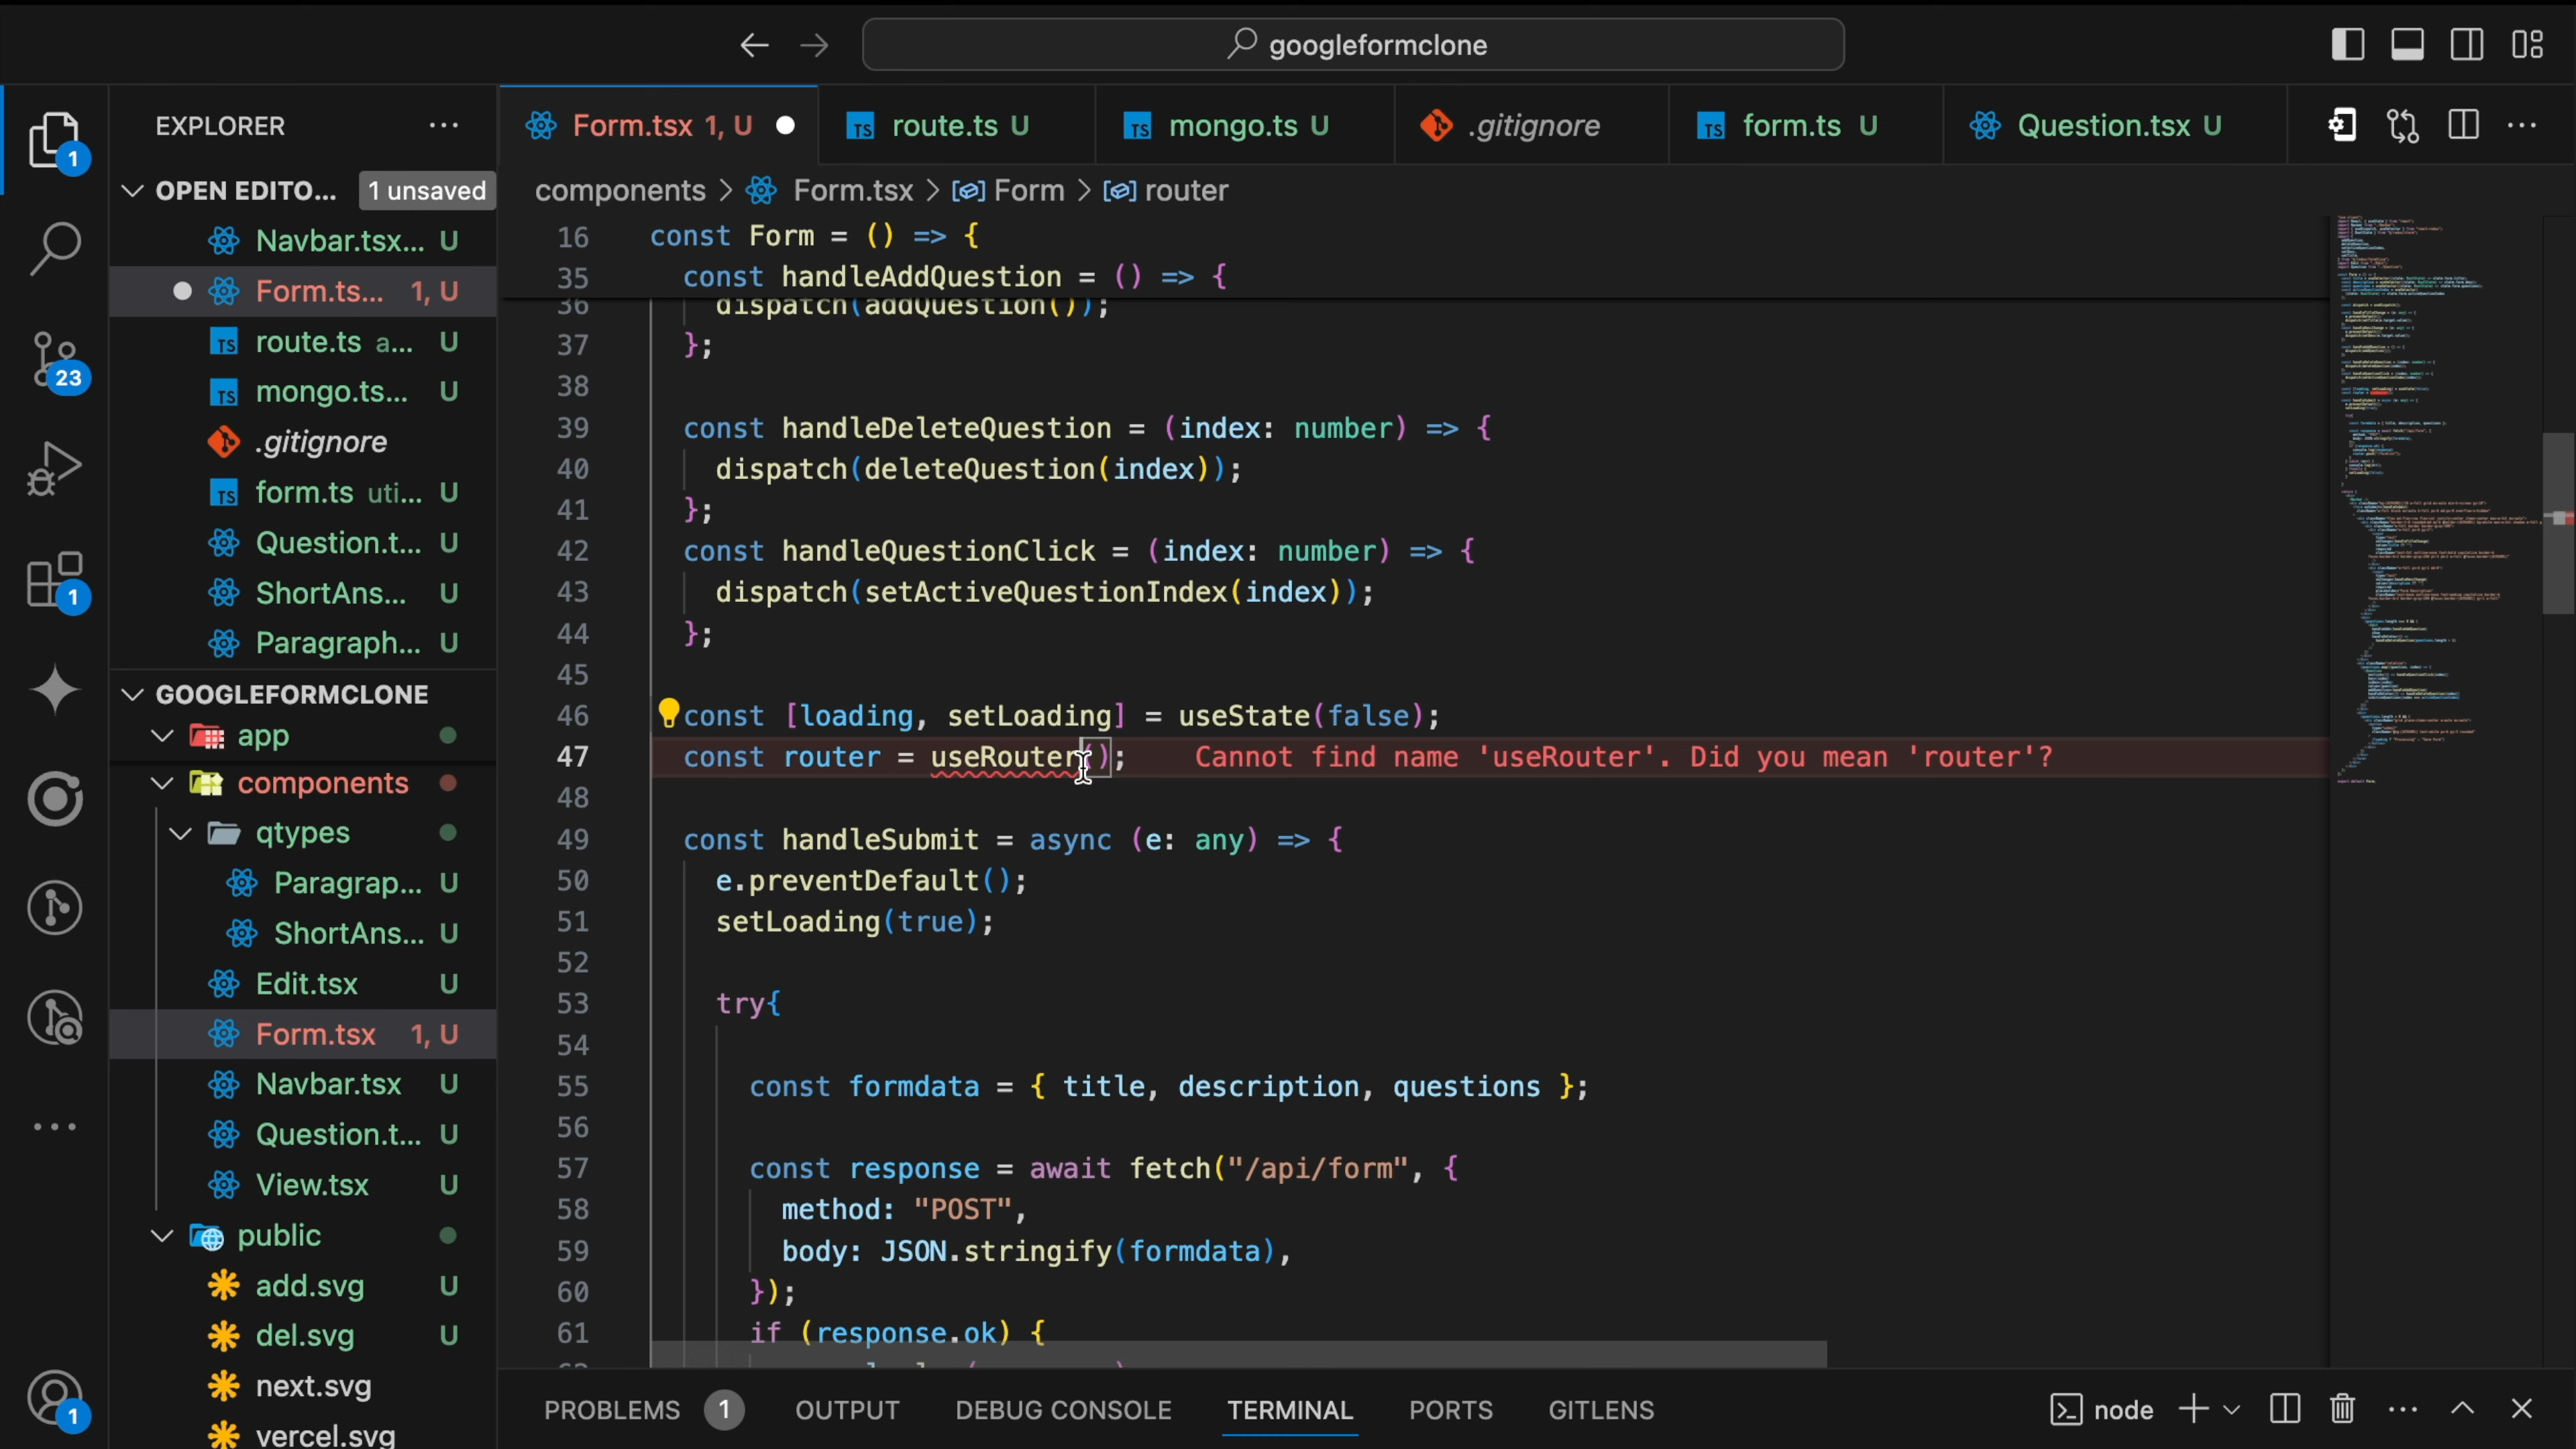 googleformclone
EXPLORER
Form.tsx 1, U
route.ts U
mongo.ts U
.gitignore
form.ts U
Question.tsx U
OPEN EDITO... 1 unsaved
Navbar.tsx... U
Form.ts... 1, U
route.ts a... U
mongo.ts... U
.gitignore
form.ts uti... U
Question.t... U
ShortAns... U
Paragraph... U
GOOGLEFORMCLONE
app
components
qtypes
Paragrap... U
ShortAns... U
Edit.tsx U
Form.tsx 1, U
Navbar.tsx U
Question.t... U
View.tsx U
public
add.svg U
del.svg U
next.svg
vercel.svg
1
23
1
1
components > Form.tsx > Form > router
16 const Form = () => {
35 const handleAddQuestion = () => {
36 dispatch(addQuestion());
37 };
38
39 const handleDeleteQuestion = (index: number) => {
40 dispatch(deleteQuestion(index));
41 };
42 const handleQuestionClick = (index: number) => {
43 dispatch(setActiveQuestionIndex(index));
44 };
45
46 const [loading, setLoading] = useState(false);
47 const router = useRouter(); Cannot find name 'useRouter'. Did you mean 'router'?
48
49 const handleSubmit = async (e: any) => {
50 e.preventDefault();
51 setLoading(true);
52
53 try{
54
55 const formdata = { title, description, questions };
56
57 const response = await fetch("/api/form", {
58 method: "POST",
59 body: JSON.stringify(formdata),
60 });
61 if (response.ok) {
PROBLEMS 1 OUTPUT DEBUG CONSOLE TERMINAL PORTS GITLENS
node